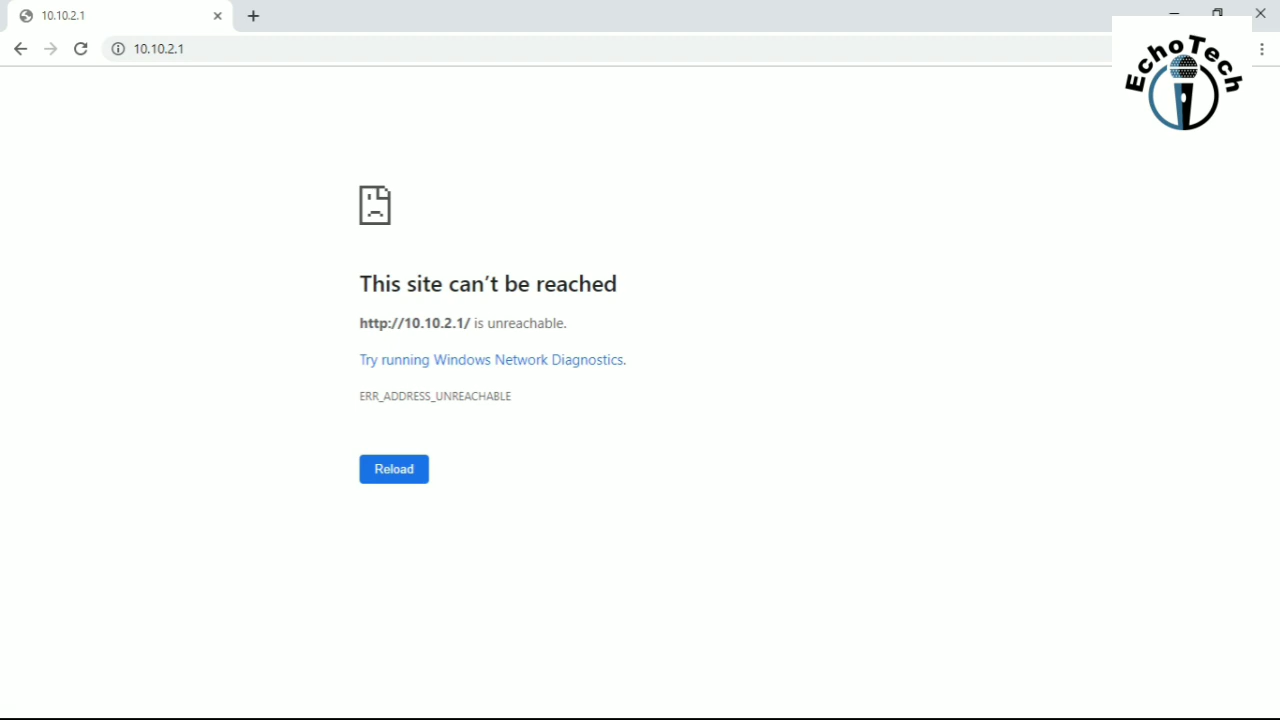 10.10.2.1
10.10.2.1
EchoTech
This site can't be reached
http://10.10.2.1/ is unreachable.
Try running Windows Network Diagnostics.
ERR_ADDRESS_UNREACHABLE
Reload